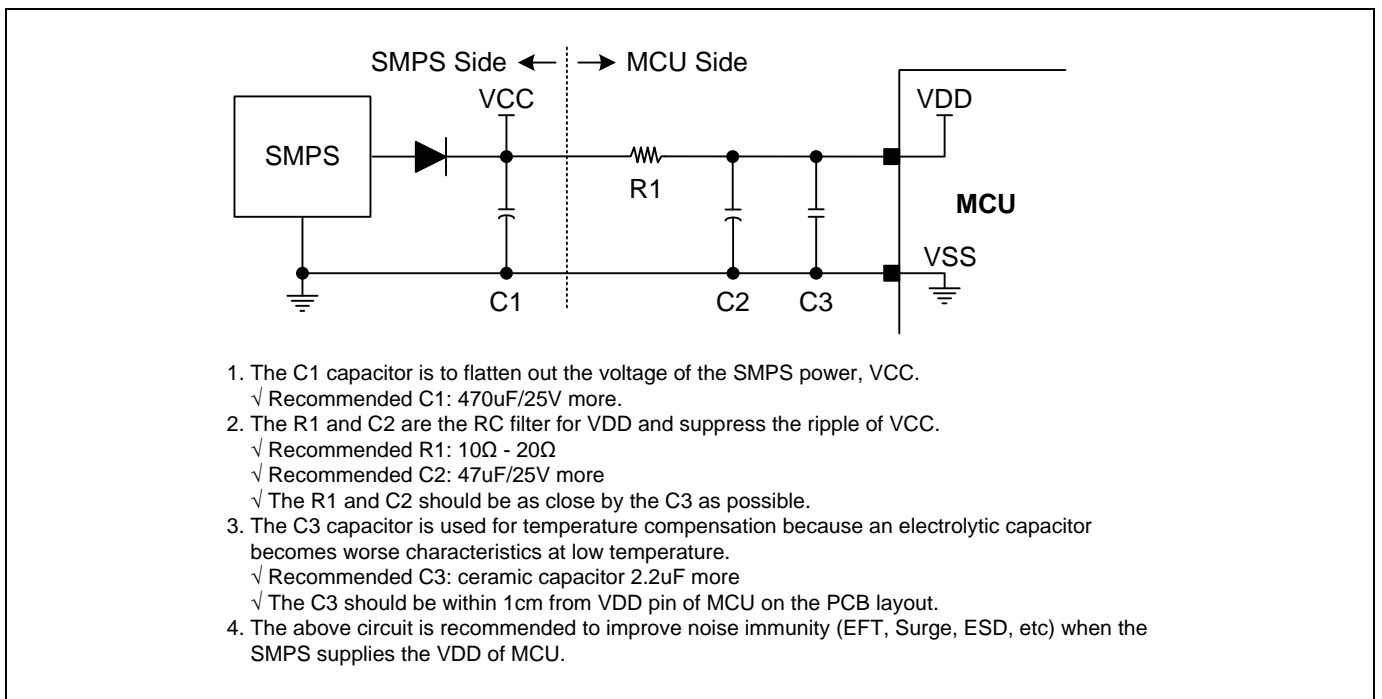 SMPS Side MCU Side
VCC
VDD
SMPS
R1
MCU
VSS
C1
C2
C3
1. The C1 capacitor is to flatten out the voltage of the SMPS power, VCC.
√ Recommended C1: 470uF/25V more.
2. The R1 and C2 are the RC filter for VDD and suppress the ripple of VCC.
√ Recommended R1: 10Ω - 20Ω
√ Recommended C2: 47uF/25V more
√ The R1 and C2 should be as close by the C3 as possible.
3. The C3 capacitor is used for temperature compensation because an electrolytic capacitor
becomes worse characteristics at low temperature.
√ Recommended C3: ceramic capacitor 2.2uF more
√ The C3 should be within 1cm from VDD pin of MCU on the PCB layout.
4. The above circuit is recommended to improve noise immunity (EFT, Surge, ESD, etc) when the
SMPS supplies the VDD of MCU.